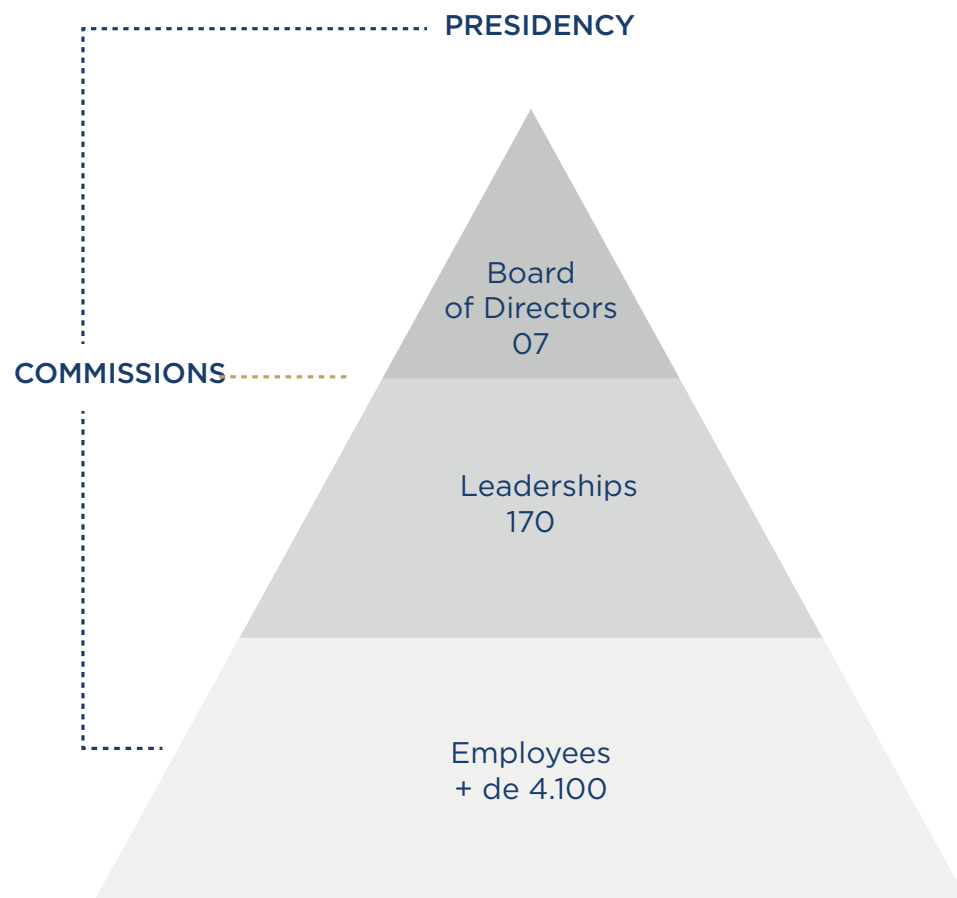 PRESIDENCY
Board
of Directors
07
COMMISSIONS
Leaderships
170
Employees
+ de 4.100